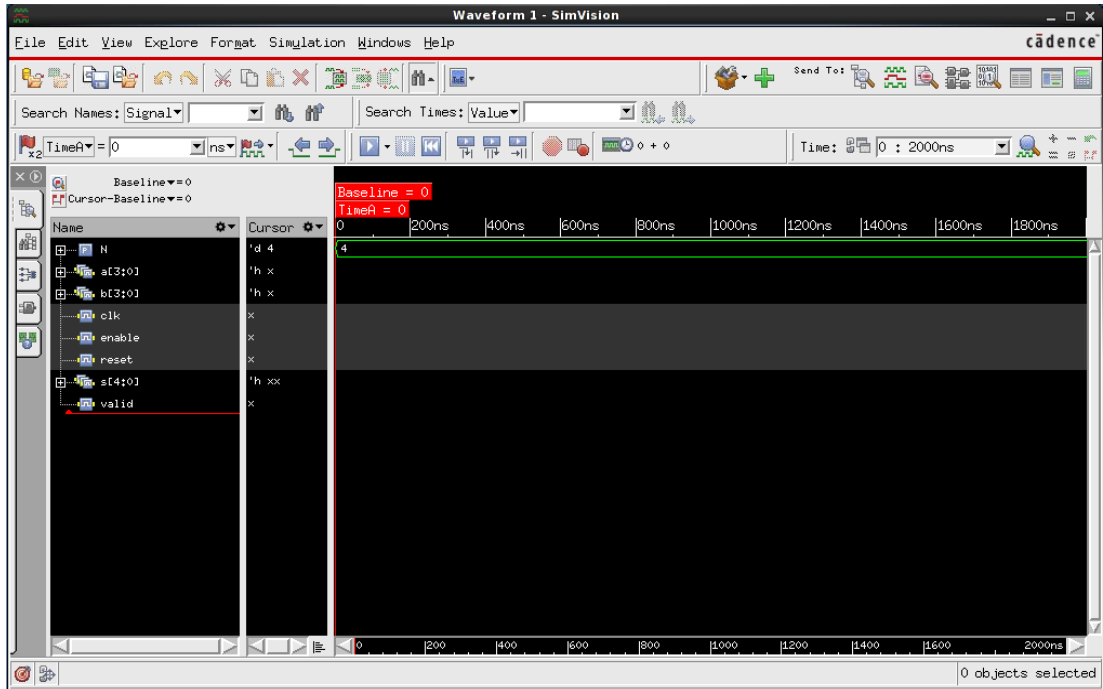 Waveform 1 - SimVision
File Edit View Explore Format Simulation Windows Help
cādence
Send To:
Search Names: Signal
Search Times: Value
x2 TimeA = 0 ns
0 + 0
Time: 0 : 2000ns
Baseline = 0
Cursor-Baseline = 0
Baseline = 0
TimeA = 0
Name Cursor
0 200ns 400ns 600ns 800ns 1000ns 1200ns 1400ns 1600ns 1800ns
N 'd 4 4
a[3:0] 'h x
b[3:0] 'h x
clk x
enable x
reset x
s[4:0] 'h xx
valid x
0 200 400 600 800 1000 1200 1400 1600 2000ns
0 objects selected